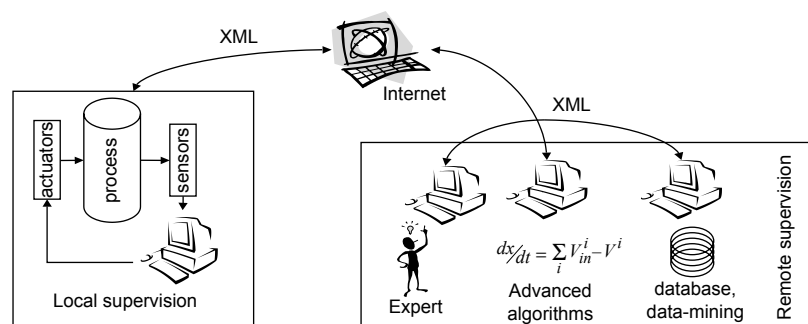 XML
Internet
XML
actuators
process
sensors
Local supervision
Expert
dx/dt = ∑ᵢ Vⁱᵢₙ – Vⁱ
Advanced
algorithms
database,
data-mining
Remote supervision